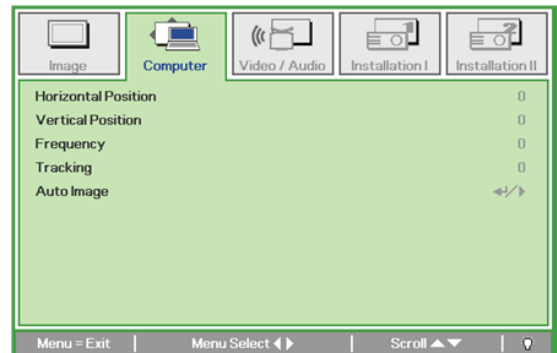 Image Computer Video / Audio Installation I Installation II
Horizontal Position 0
Vertical Position 0
Frequency 0
Tracking 0
Auto Image ↵/▶
Menu = Exit Menu Select ◀▶ Scroll ▲▼